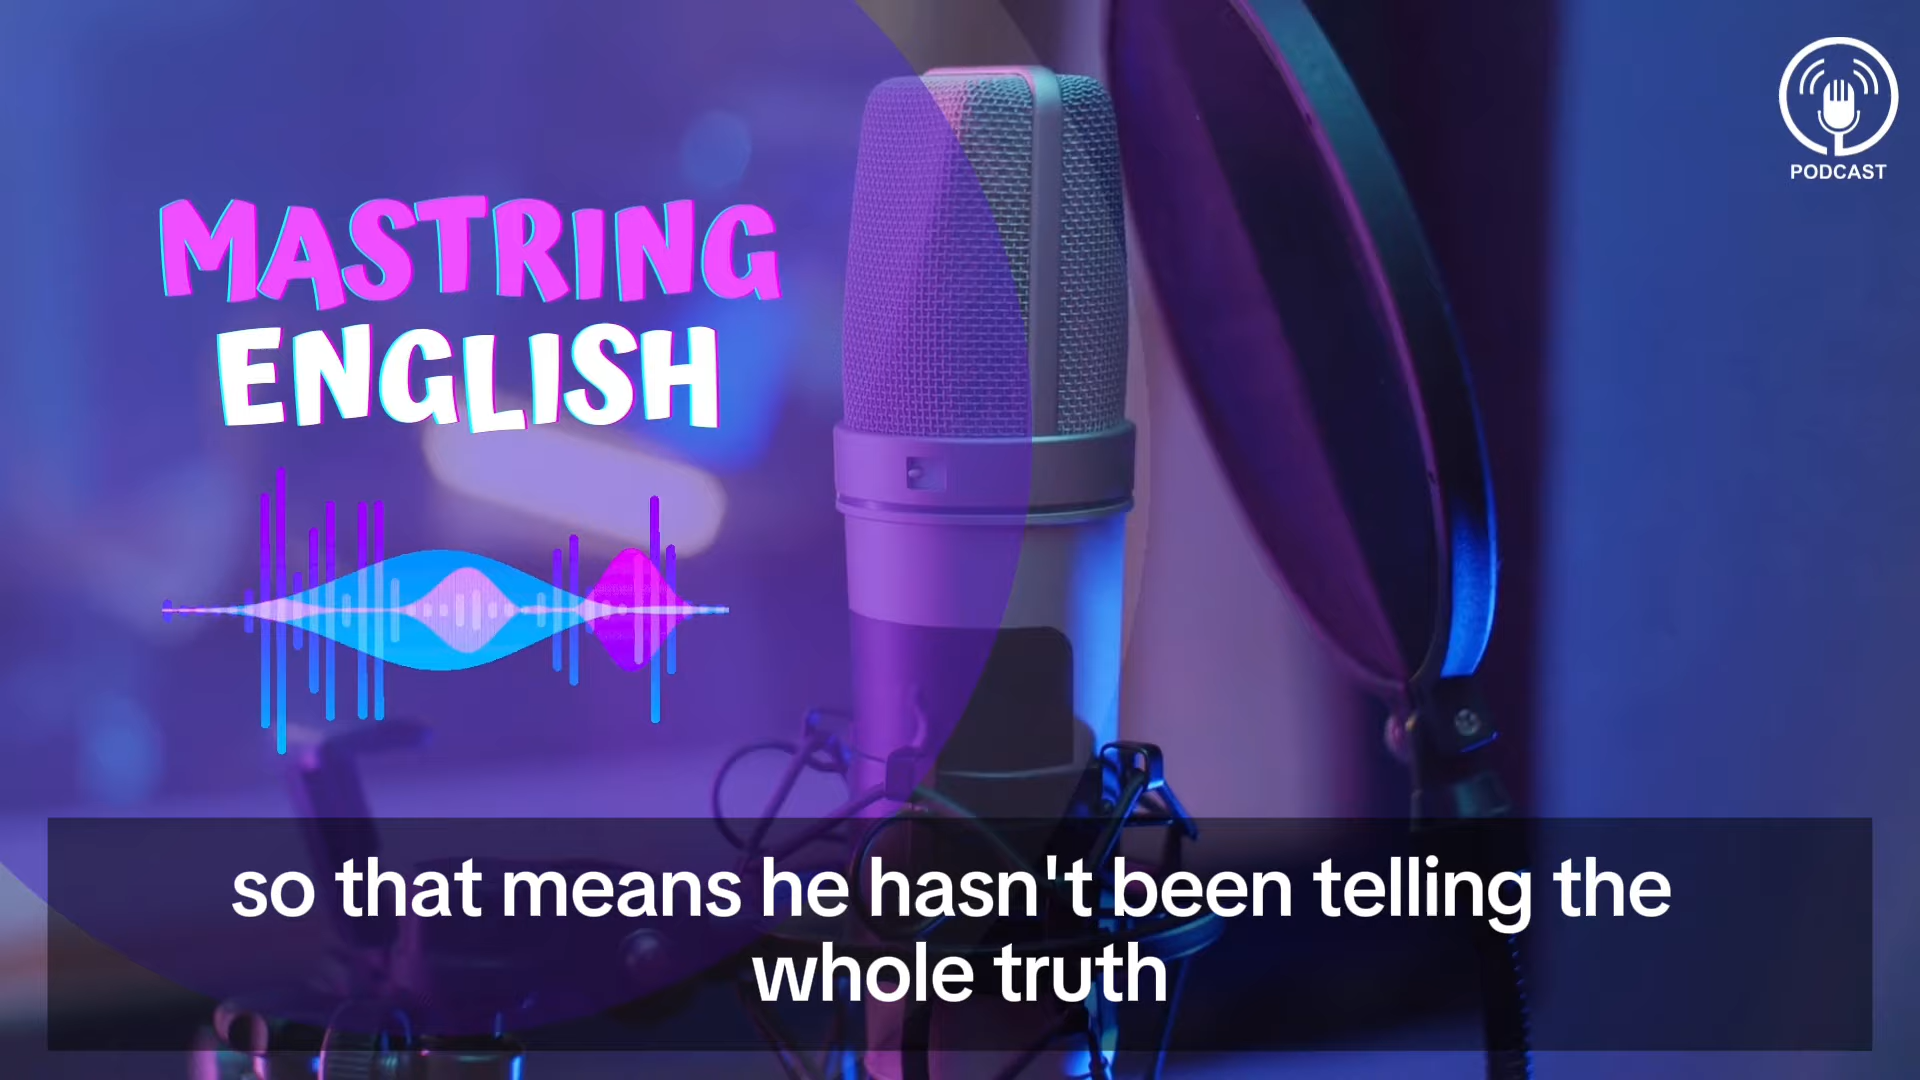 PODCAST
MASTRING
ENGLISH
so that means he hasn't been telling the
whole truth